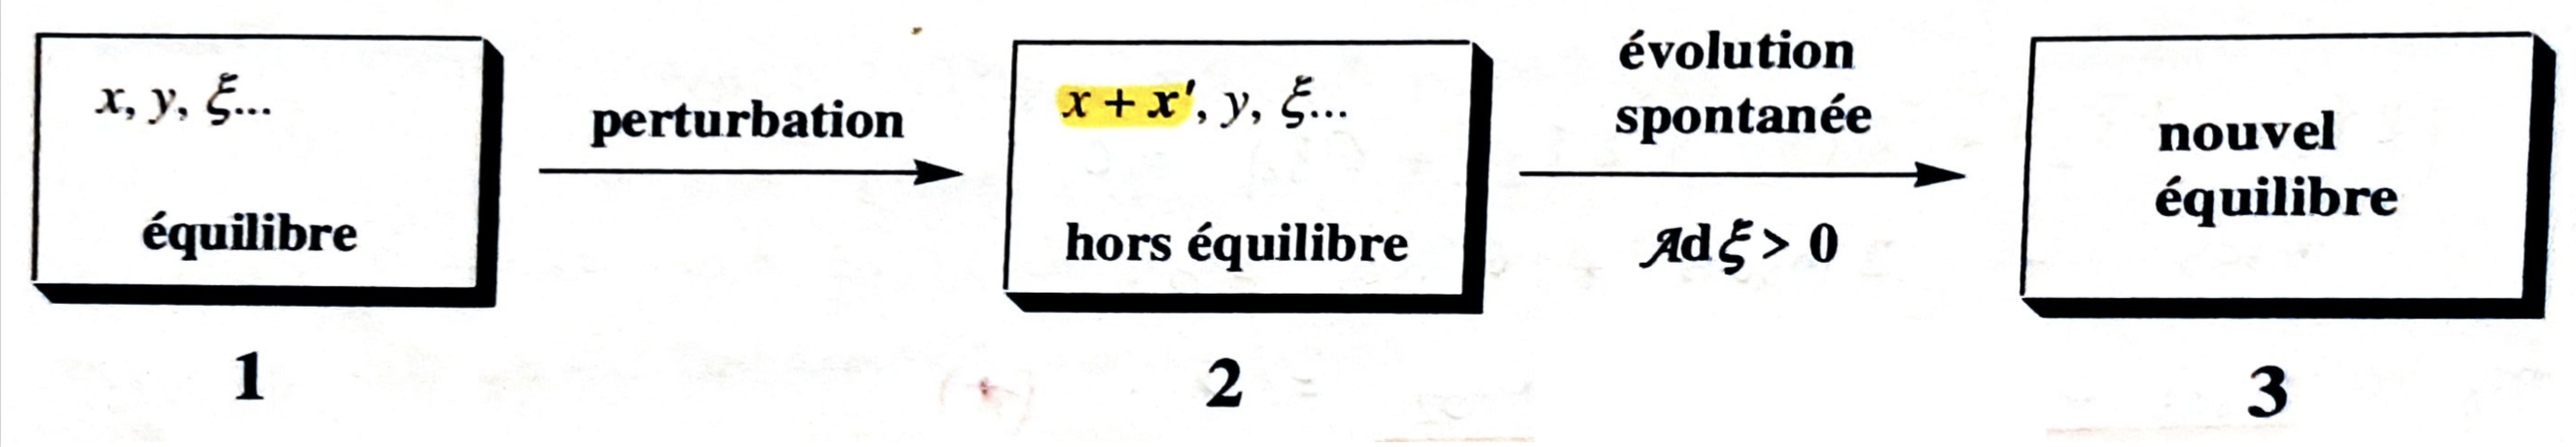 x, y, ξ...
équilibre
1
perturbation
x + x', y, ξ...
hors équilibre
2
évolution
spontanée
𝒜dξ > 0
nouvel
équilibre
3